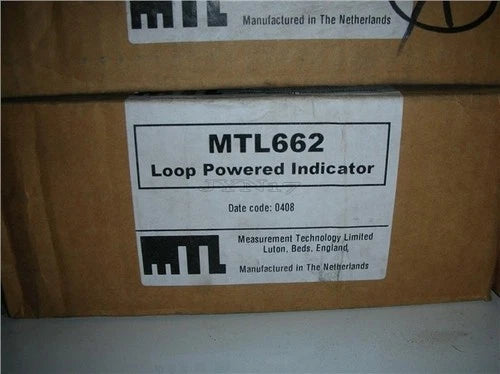 MTL
Manufactured in The Netherlands
MTL662
Loop Powered Indicator
Date code: 0408
MTL
Measurement Technology Limited
Luton, Beds, England,
Manufactured in The Netherlands